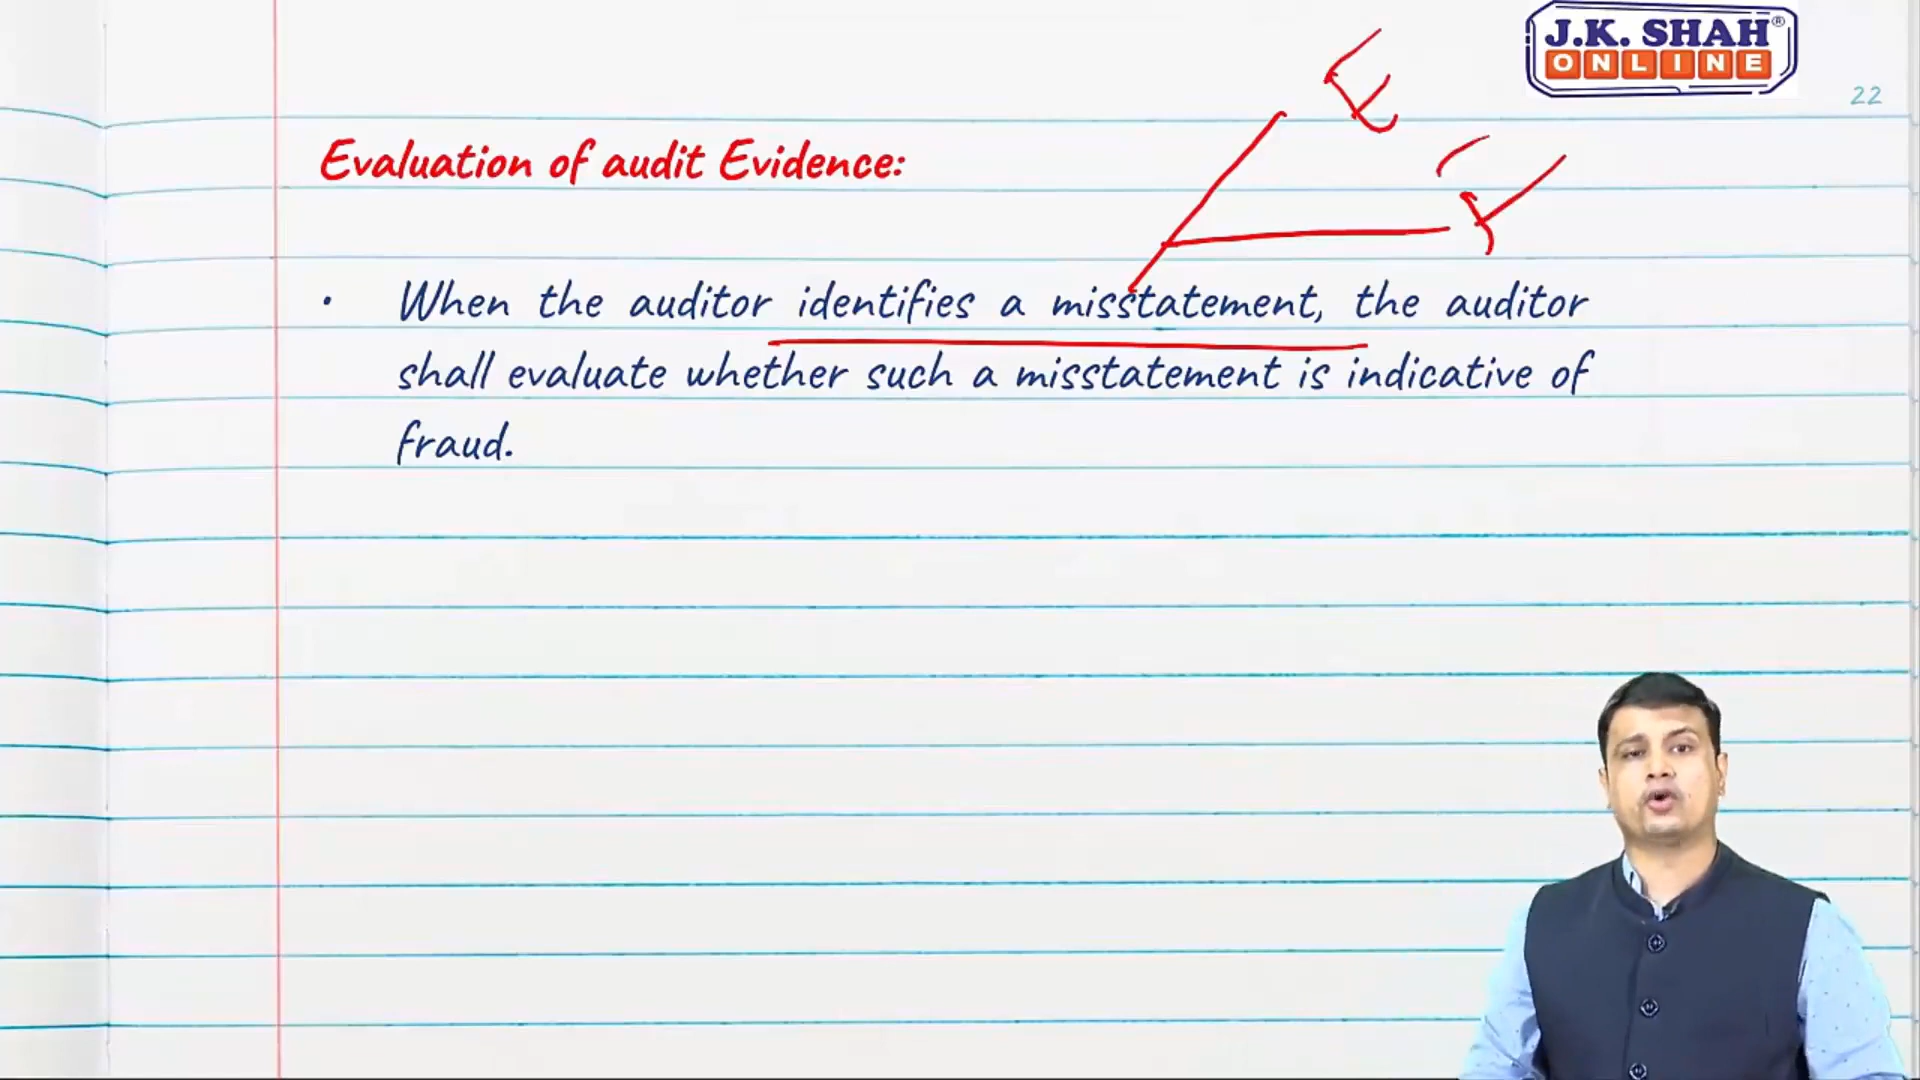 J.K. SHAH®
ONLINE
22
E
F
Evaluation of audit Evidence:
• When the auditor identifies a misstatement, the auditor
shall evaluate whether such a misstatement is indicative of
fraud.